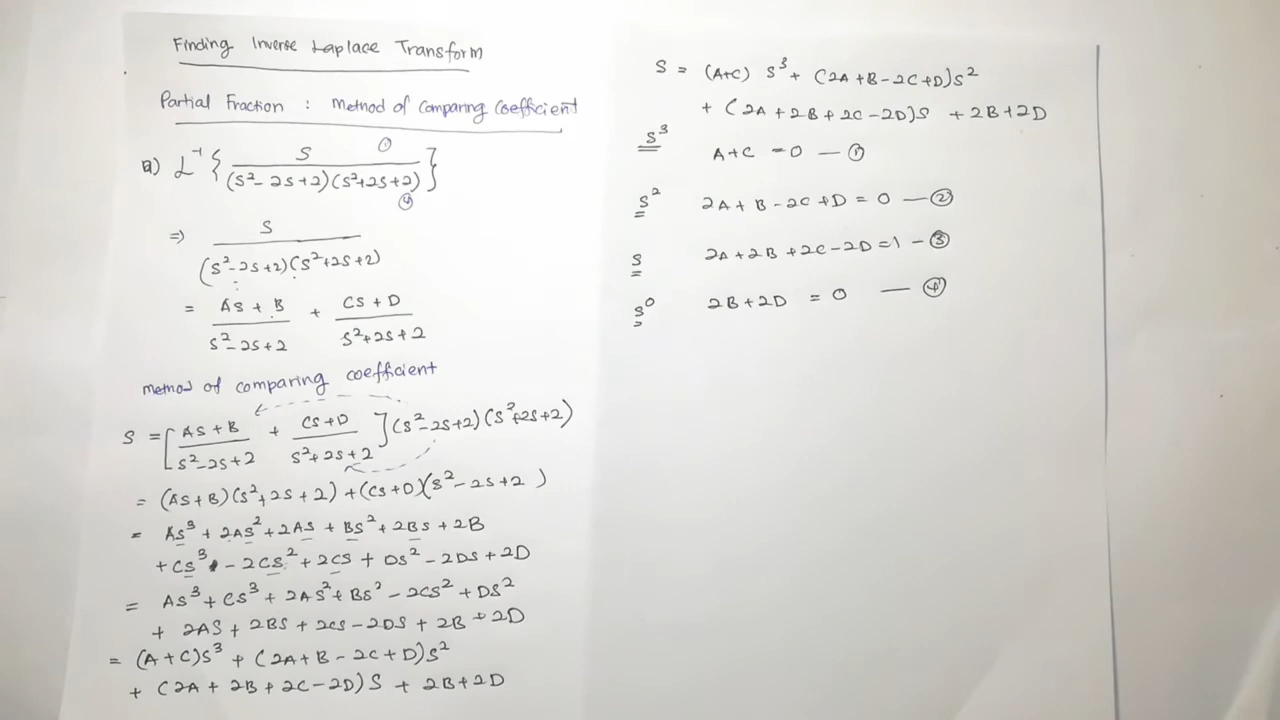 Finding Inverse Laplace Transform
Partial Fraction : Method of Comparing Coefficient
a) L⁻¹ { S ① / (S²-2S+2)(S²+2S+2) ④ }
=) S / (S²-2S+2)(S²+2S+2)
= AS+B / S²-2S+2 + CS+D / S²+2S+2
method of comparing coefficient
S = [ AS+B / S²-2S+2 + CS+D / S²+2S+2 ] (S²-2S+2)(S²+2S+2)
= (AS+B)(S²+2S+2) + (CS+D)(S²-2S+2)
= AS³ + 2AS² + 2AS + BS² + 2BS + 2B
+ CS³ - 2CS² + 2CS + DS² - 2DS + 2D
= AS³ + CS³ + 2AS² + BS² - 2CS² + DS²
+ 2AS + 2BS + 2CS - 2DS + 2B + 2D
= (A+C)S³ + (2A+B-2C+D)S²
+ (2A+2B+2C-2D)S + 2B+2D
S = (A+C) S³ + (2A+B-2C+D)S²
+ (2A+2B+2C-2D)S + 2B+2D
S³ A+C = 0 — ①
S² 2A+B-2C+D = 0 — ②
S 2A+2B+2C-2D = 1 - ③
S⁰ 2B+2D = 0 — ④